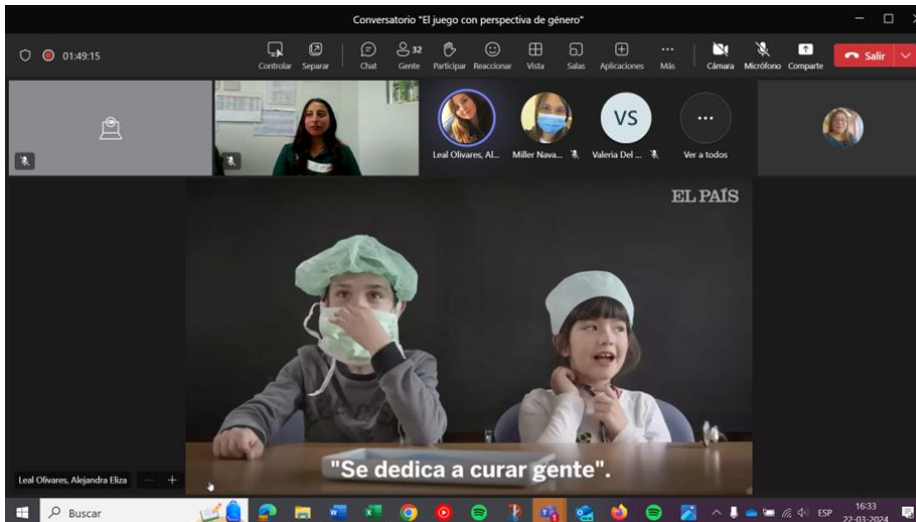 Conversatorio "El juego con perspectiva de género"
01:49:15
Controlar
Separar
Chat
Gente 32
Participar
Reaccionar
Vista
Salas
Aplicaciones
Más
Cámara
Micrófono
Comparte
Salir
VS
Leal Olivares, AL...
Miller Nava...
Valeria Del ...
Ver a todos
EL PAÍS
"Se dedica a curar gente".
Leal Olivares, Alejandra Eliza
Buscar
ESP
16:33
22-03-2024